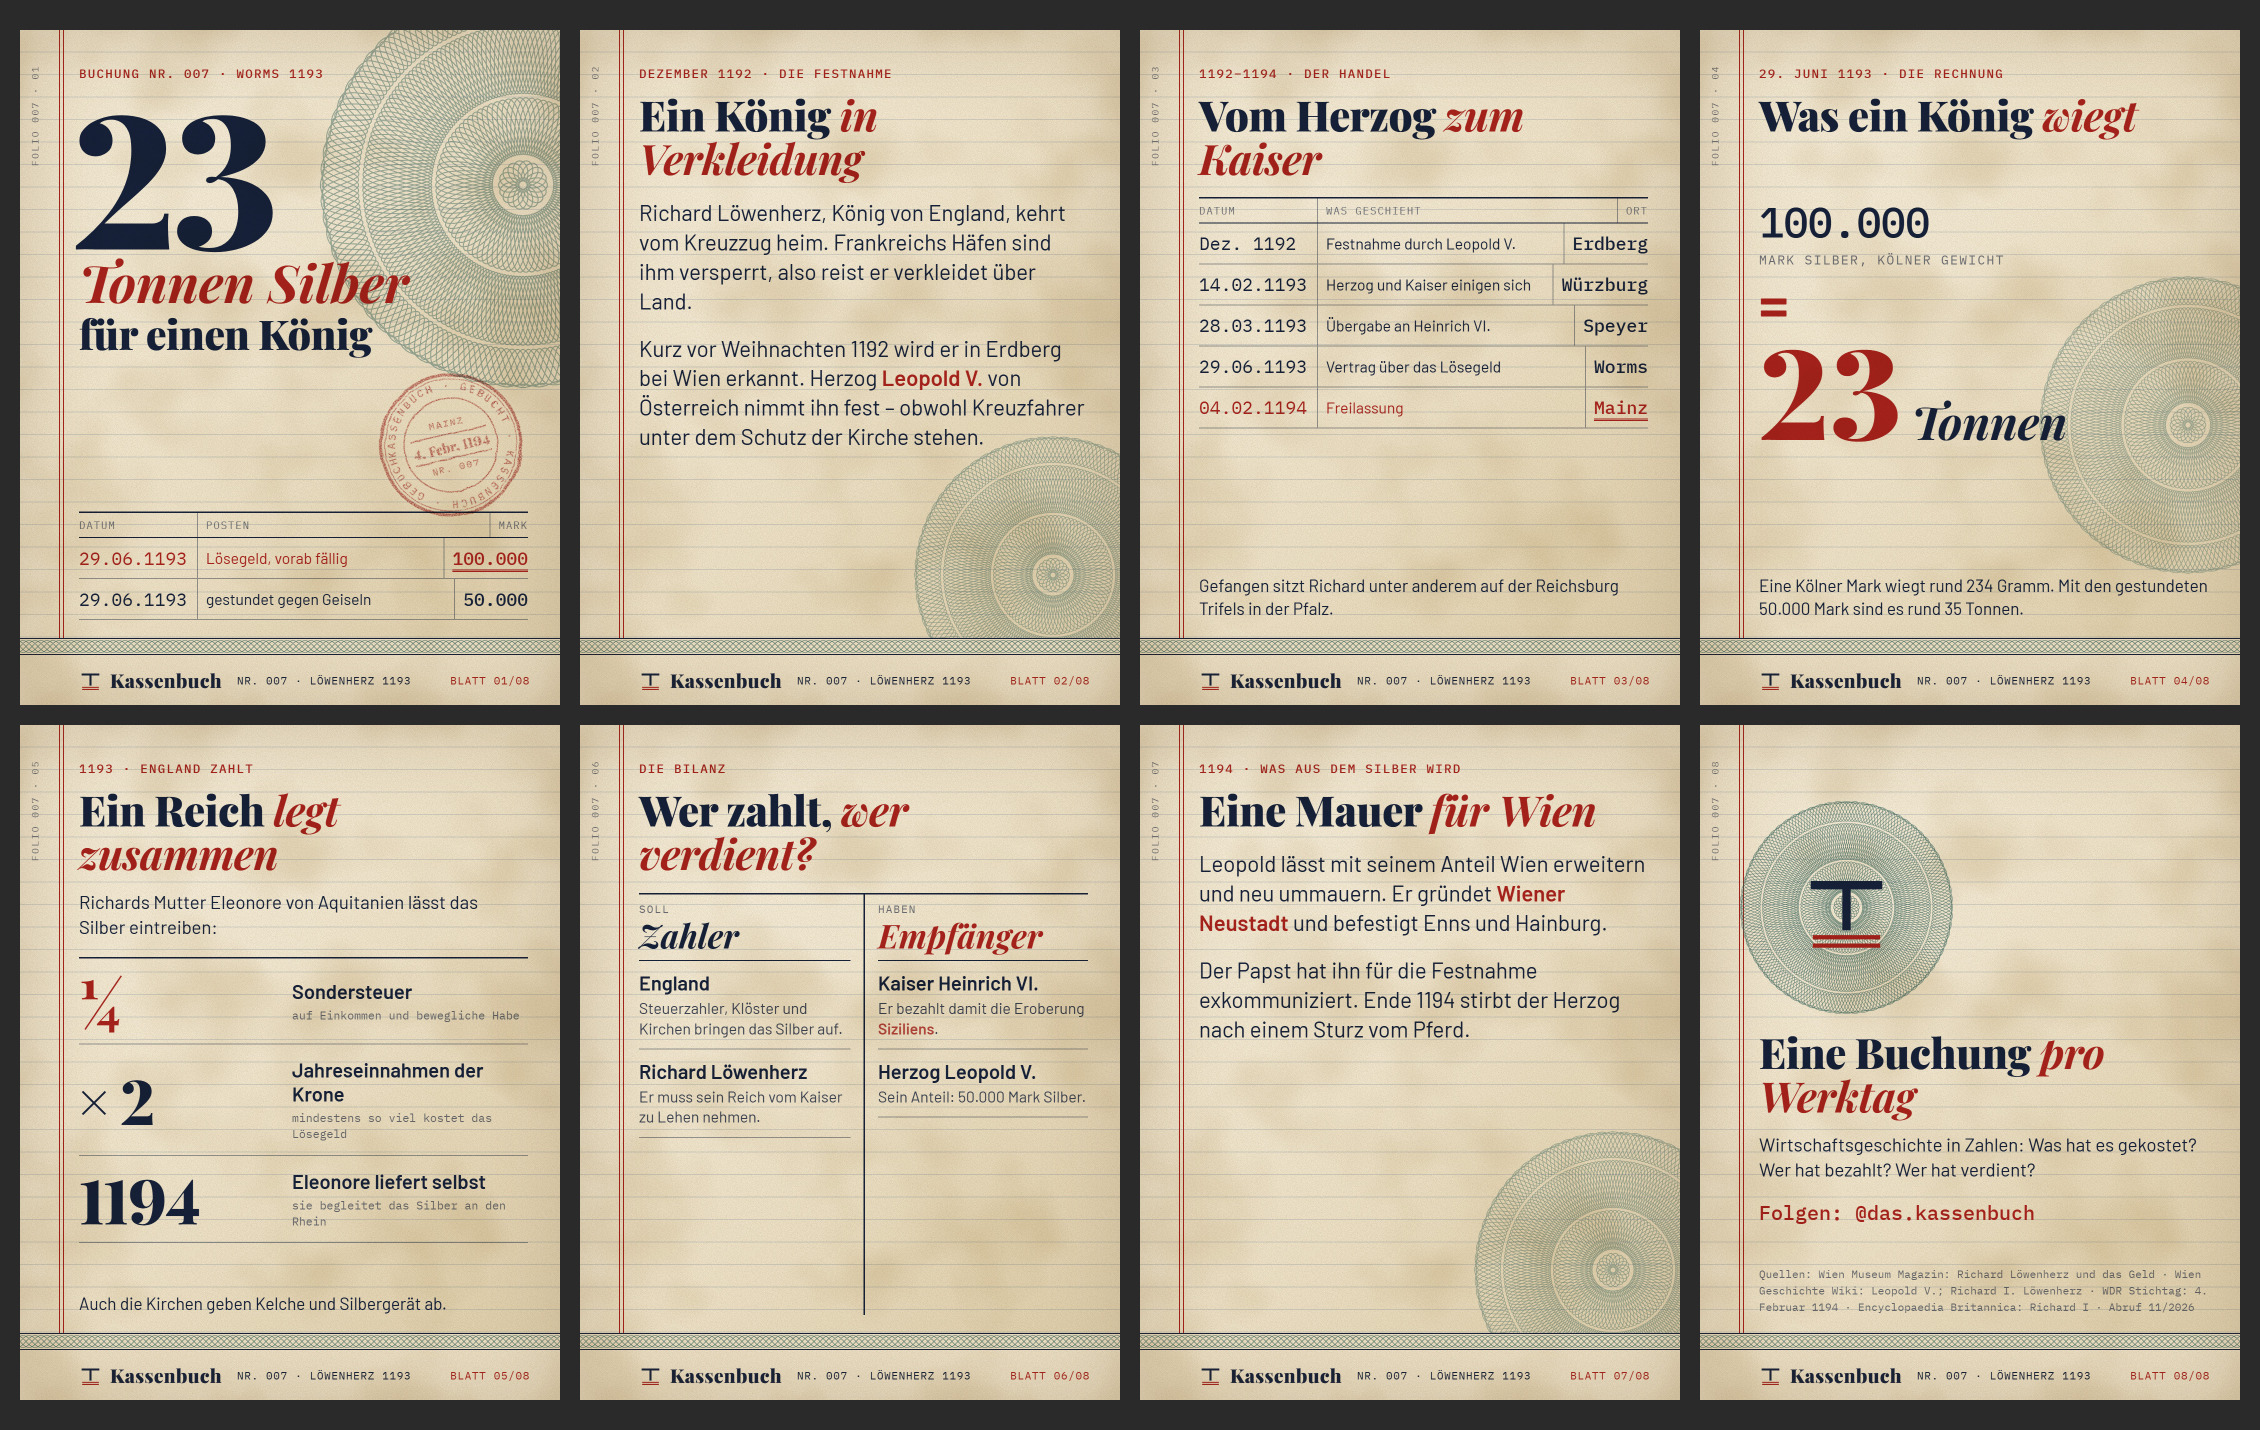 FOLIO 007 · 01
BUCHUNG NR. 007 · WORMS 1193
23
Tonnen Silber
für einen König
GEBUCHT · KASSENBUCH · GEBUCHT · KASSENBUCH ·
MAINZ
4. Febr. 1194
NR. 007
DATUM POSTEN MARK
29.06.1193 Lösegeld, vorab fällig 100.000
29.06.1193 gestundet gegen Geiseln 50.000
Kassenbuch NR. 007 · LÖWENHERZ 1193 BLATT 01/08
FOLIO 007 · 02
DEZEMBER 1192 · DIE FESTNAHME
Ein König in
Verkleidung
Richard Löwenherz, König von England, kehrt
vom Kreuzzug heim. Frankreichs Häfen sind
ihm versperrt, also reist er verkleidet über
Land.
Kurz vor Weihnachten 1192 wird er in Erdberg
bei Wien erkannt. Herzog Leopold V. von
Österreich nimmt ihn fest – obwohl Kreuzfahrer
unter dem Schutz der Kirche stehen.
Kassenbuch NR. 007 · LÖWENHERZ 1193 BLATT 02/08
FOLIO 007 · 03
1192–1194 · DER HANDEL
Vom Herzog zum
Kaiser
DATUM WAS GESCHIEHT ORT
Dez. 1192 Festnahme durch Leopold V. Erdberg
14.02.1193 Herzog und Kaiser einigen sich Würzburg
28.03.1193 Übergabe an Heinrich VI. Speyer
29.06.1193 Vertrag über das Lösegeld Worms
04.02.1194 Freilassung Mainz
Gefangen sitzt Richard unter anderem auf der Reichsburg
Trifels in der Pfalz.
Kassenbuch NR. 007 · LÖWENHERZ 1193 BLATT 03/08
FOLIO 007 · 04
29. JUNI 1193 · DIE RECHNUNG
Was ein König wiegt
100.000
MARK SILBER, KÖLNER GEWICHT
=
23 Tonnen
Eine Kölner Mark wiegt rund 234 Gramm. Mit den gestundeten
50.000 Mark sind es rund 35 Tonnen.
Kassenbuch NR. 007 · LÖWENHERZ 1193 BLATT 04/08
FOLIO 007 · 05
1193 · ENGLAND ZAHLT
Ein Reich legt
zusammen
Richards Mutter Eleonore von Aquitanien lässt das
Silber eintreiben:
¼ Sondersteuer
auf Einkommen und bewegliche Habe
× 2 Jahreseinnahmen der
Krone
mindestens so viel kostet das
Lösegeld
1194 Eleonore liefert selbst
sie begleitet das Silber an den
Rhein
Auch die Kirchen geben Kelche und Silbergerät ab.
Kassenbuch NR. 007 · LÖWENHERZ 1193 BLATT 05/08
FOLIO 007 · 06
DIE BILANZ
Wer zahlt, wer
verdient?
SOLL
Zahler
England
Steuerzahler, Klöster und
Kirchen bringen das Silber auf.
Richard Löwenherz
Er muss sein Reich vom Kaiser
zu Lehen nehmen.
HABEN
Empfänger
Kaiser Heinrich VI.
Er bezahlt damit die Eroberung
Siziliens.
Herzog Leopold V.
Sein Anteil: 50.000 Mark Silber.
Kassenbuch NR. 007 · LÖWENHERZ 1193 BLATT 06/08
FOLIO 007 · 07
1194 · WAS AUS DEM SILBER WIRD
Eine Mauer für Wien
Leopold lässt mit seinem Anteil Wien erweitern
und neu ummauern. Er gründet Wiener
Neustadt und befestigt Enns und Hainburg.
Der Papst hat ihn für die Festnahme
exkommuniziert. Ende 1194 stirbt der Herzog
nach einem Sturz vom Pferd.
Kassenbuch NR. 007 · LÖWENHERZ 1193 BLATT 07/08
FOLIO 007 · 08
Eine Buchung pro
Werktag
Wirtschaftsgeschichte in Zahlen: Was hat es gekostet?
Wer hat bezahlt? Wer hat verdient?
Folgen: @das.kassenbuch
Quellen: Wien Museum Magazin: Richard Löwenherz und das Geld · Wien
Geschichte Wiki: Leopold V.; Richard I. Löwenherz · WDR Stichtag: 4.
Februar 1194 · Encyclopaedia Britannica: Richard I · Abruf 11/2026
Kassenbuch NR. 007 · LÖWENHERZ 1193 BLATT 08/08